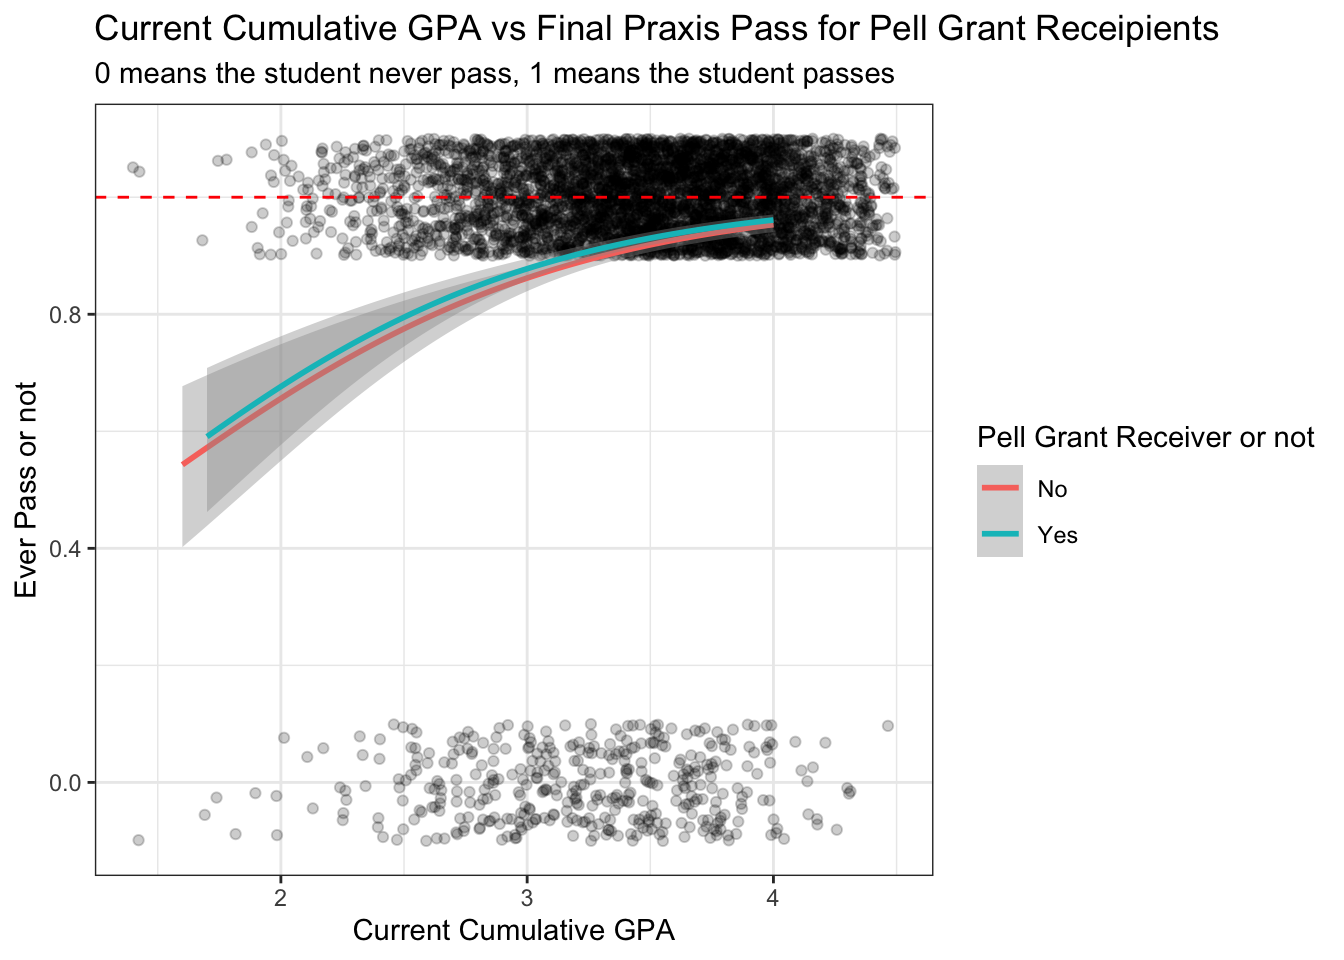 Current Cumulative GPA vs Final Praxis Pass for Pell Grant Receipients
0 means the student never pass, 1 means the student passes
Ever Pass or not
0.8
0.4
0.0
2
3
4
Current Cumulative GPA
Pell Grant Receiver or not
No
Yes